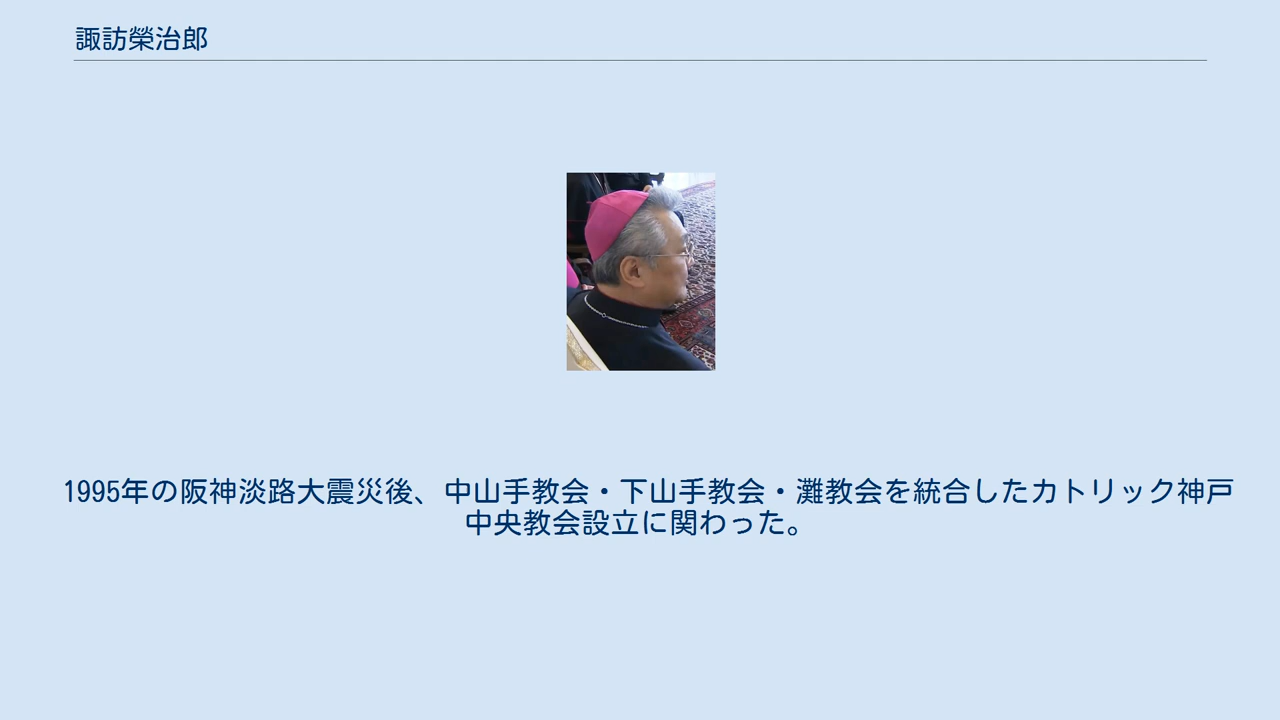 諏訪榮治郎
1995年の阪神淡路大震災後、中山手教会・下山手教会・灘教会を統合したカトリック神戸
中央教会設立に関わった。